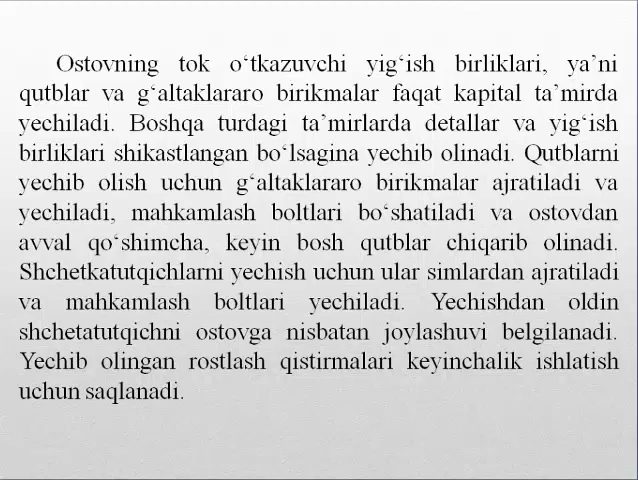 Ostovning tok o‘tkazuvchi yig‘ish birliklari, ya’ni
qutblar va g‘altaklararo birikmalar faqat kapital ta’mirda
yechiladi. Boshqa turdagi ta’mirlarda detallar va yig‘ish
birliklari shikastlangan bo‘lsagina yechib olinadi. Qutblarni
yechib olish uchun g‘altaklararo birikmalar ajratiladi va
yechiladi, mahkamlash boltlari bo‘shatiladi va ostovdan
avval qo‘shimcha, keyin bosh qutblar chiqarib olinadi.
Shchetkatutqichlarni yechish uchun ular simlardan ajratiladi
va mahkamlash boltlari yechiladi. Yechishdan oldin
shchetatutqichni ostovga nisbatan joylashuvi belgilanadi.
Yechib olingan rostlash qistirmalari keyinchalik ishlatish
uchun saqlanadi.